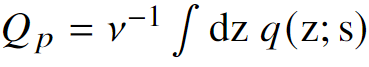 Q_p = ν^{-1} ∫ dz q(z; s)